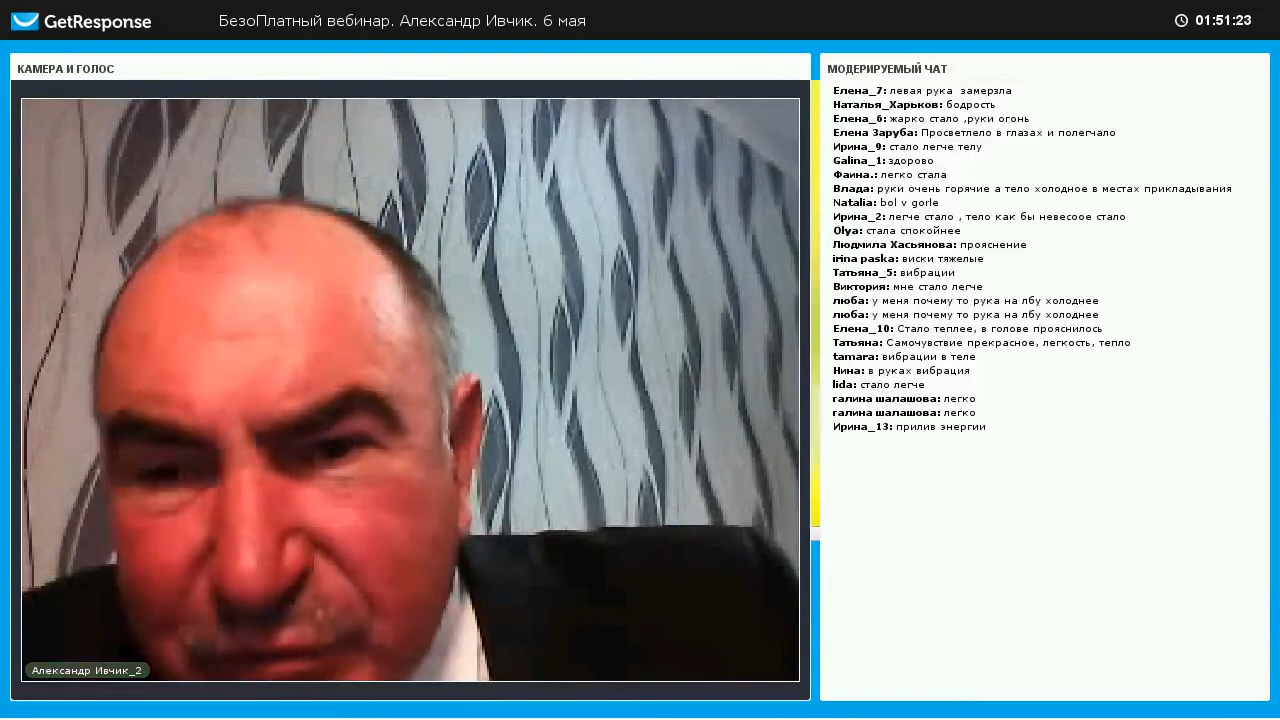 GetResponse
БезоПлатный вебинар. Александр Ивчик. 6 мая
01:51:23
КАМЕРА И ГОЛОС
Александр Ивчик_2
МОДЕРИРУЕМЫЙ ЧАТ
Елена_7: левая рука замерзла
Наталья_Харьков: бодрость
Елена_6: жарко стало ,руки огонь
Елена Заруба: Просветлело в глазах и полегчало
Ирина_9: стало легче телу
Galina_1: здорово
Фаина.: легко стала
Влада: руки очень горячие а тело холодное в местах прикладывания
Natalia: bol v gorle
Ирина_2: легче стало , тело как бы невесоое стало
Olya: стала спокойнее
Людмила Хасьянова: прояснение
irina paska: виски тяжелые
Татьяна_5: вибрации
Виктория: мне стало легче
люба: у меня почему то рука на лбу холоднее
люба: у меня почему то рука на лбу холоднее
Елена_10: Стало теплее, в голове прояснилось
Татьяна: Самочувствие прекрасное, легкость, тепло
tamara: вибрации в теле
Нина: в руках вибрация
lida: стало легче
галина шалашова: легко
галина шалашова: легко
Ирина_13: прилив энергии